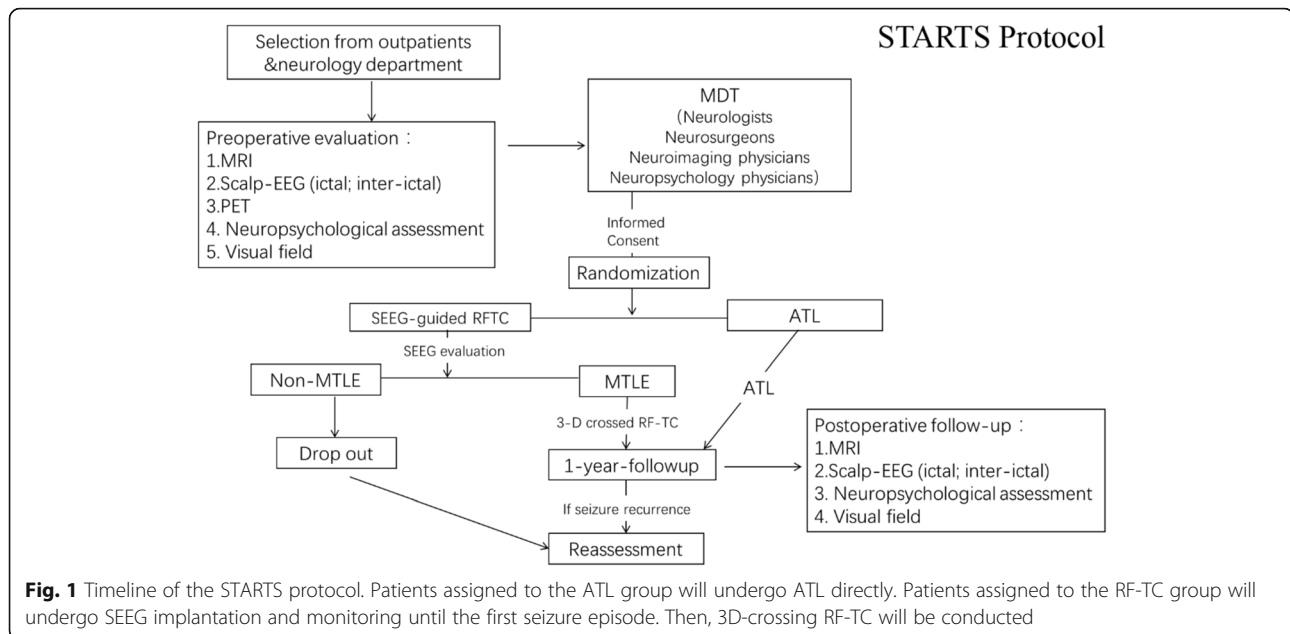 STARTS Protocol
Selection from outpatients
&neurology department
Preoperative evaluation：
1.MRI
2.Scalp-EEG (ictal; inter-ictal)
3.PET
4. Neuropsychological assessment
5. Visual field
MDT
(Neurologists
Neurosurgeons
Neuroimaging physicians
Neuropsychology physicians)
Informed
Consent
Randomization
SEEG-guided RFTC
ATL
SEEG evaluation
Non-MTLE
MTLE
ATL
3-D crossed RF-TC
Drop out
1-year-followup
Postoperative follow-up：
1.MRI
2.Scalp-EEG (ictal; inter-ictal)
3. Neuropsychological assessment
4. Visual field
If seizure recurrence
Reassessment
Fig. 1 Timeline of the STARTS protocol. Patients assigned to the ATL group will undergo ATL directly. Patients assigned to the RF-TC group will
undergo SEEG implantation and monitoring until the first seizure episode. Then, 3D-crossing RF-TC will be conducted